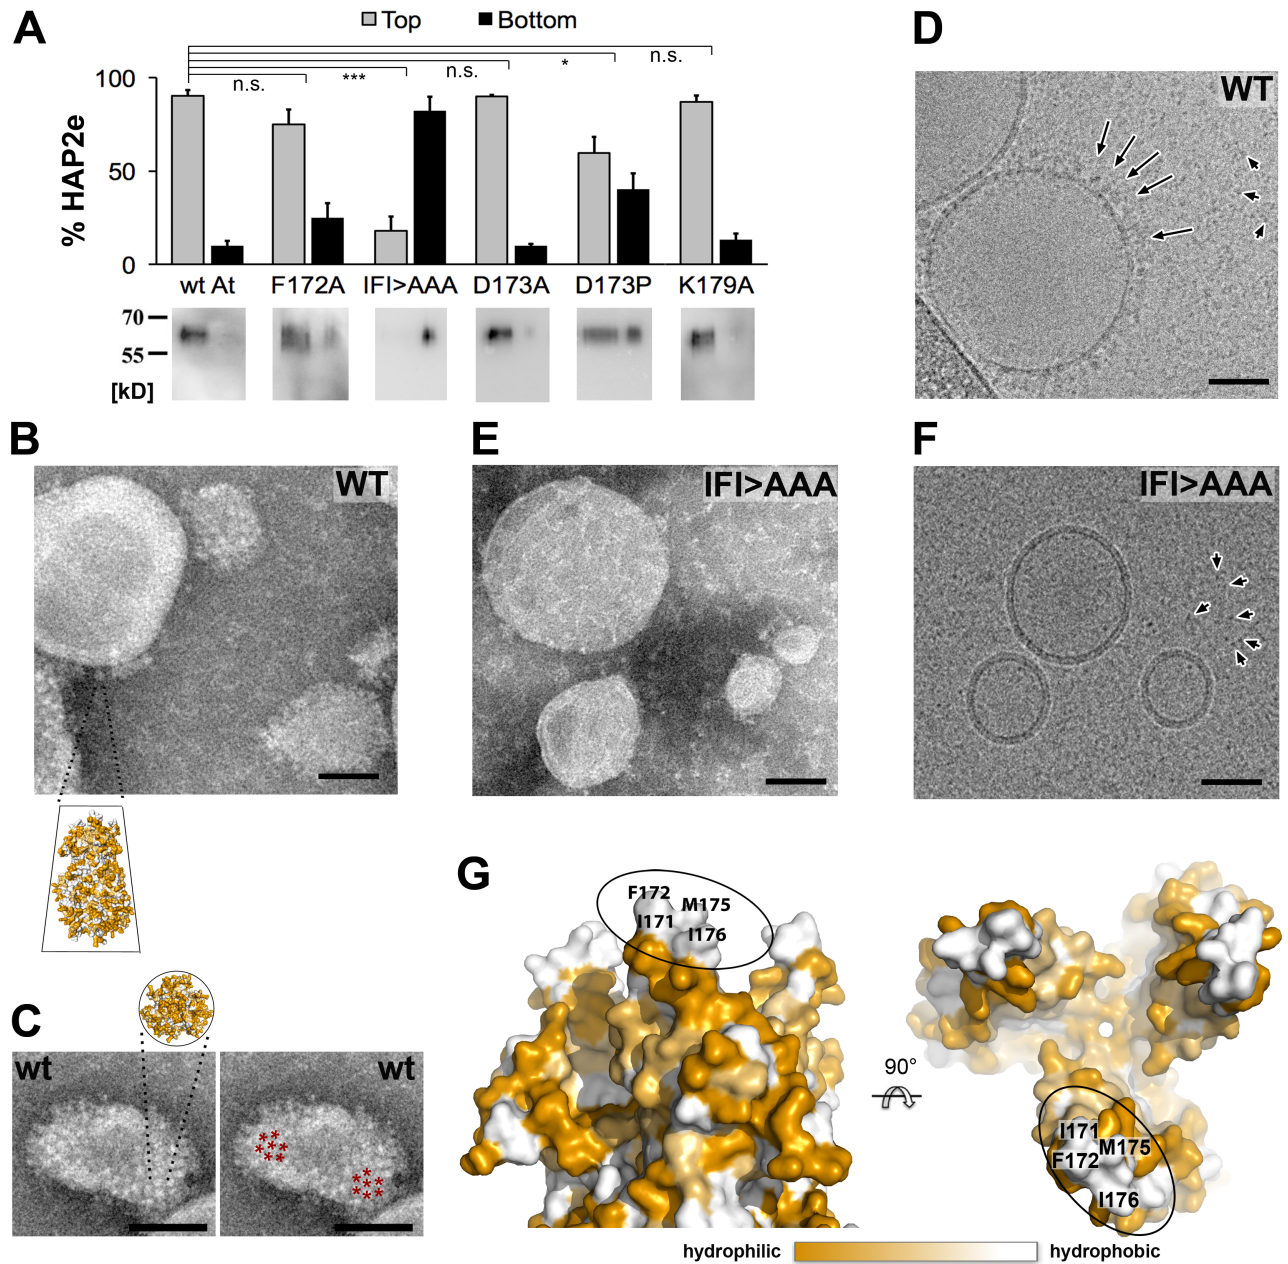 A
Top Bottom
n.s. *** n.s. * n.s.
100
50
0
% HAP2e
wt At F172A IFI>AAA D173A D173P K179A
70
55
[kD]
D
WT
B
WT
E
IFI>AAA
F
IFI>AAA
C
wt wt
G
F172
M175
I171
I176
90°
I171
M175
F172
I176
hydrophilic hydrophobic